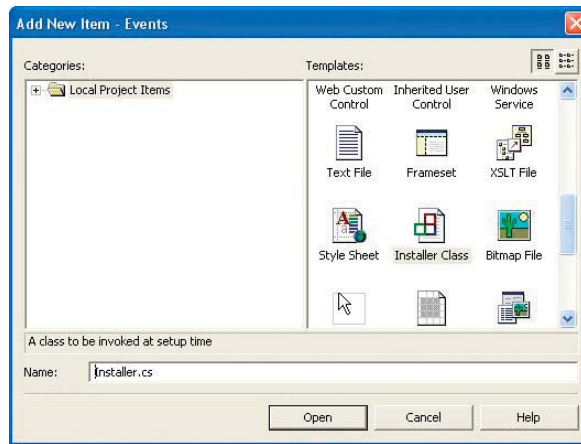 Add New Item - Events
Categories:
Templates:
Local Project Items
Web Custom Control
Inherited User Control
Windows Service
Text File
Frameset
XSLT File
Style Sheet
Installer Class
Bitmap File
A class to be invoked at setup time
Name:
Installer.cs
Open
Cancel
Help